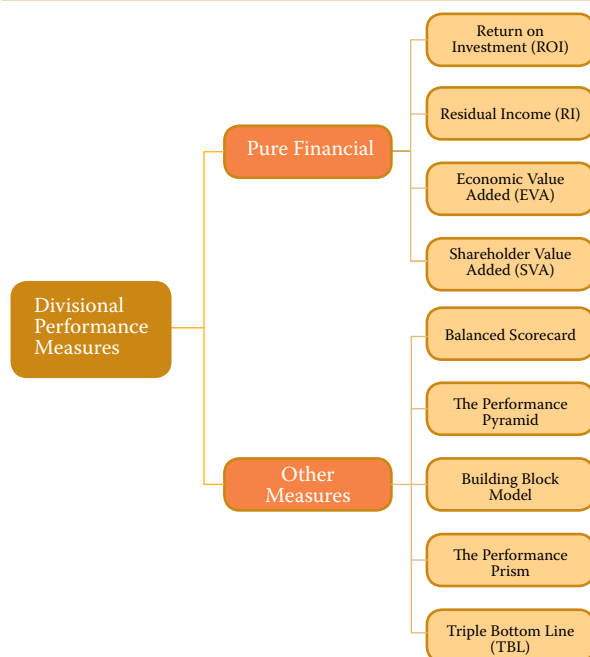 Divisional
Performance
Measures
Pure Financial
Return on
Investment (ROI)
Residual Income (RI)
Economic Value
Added (EVA)
Shareholder Value
Added (SVA)
Other
Measures
Balanced Scorecard
The Performance
Pyramid
Building Block
Model
The Performance
Prism
Triple Bottom Line
(TBL)